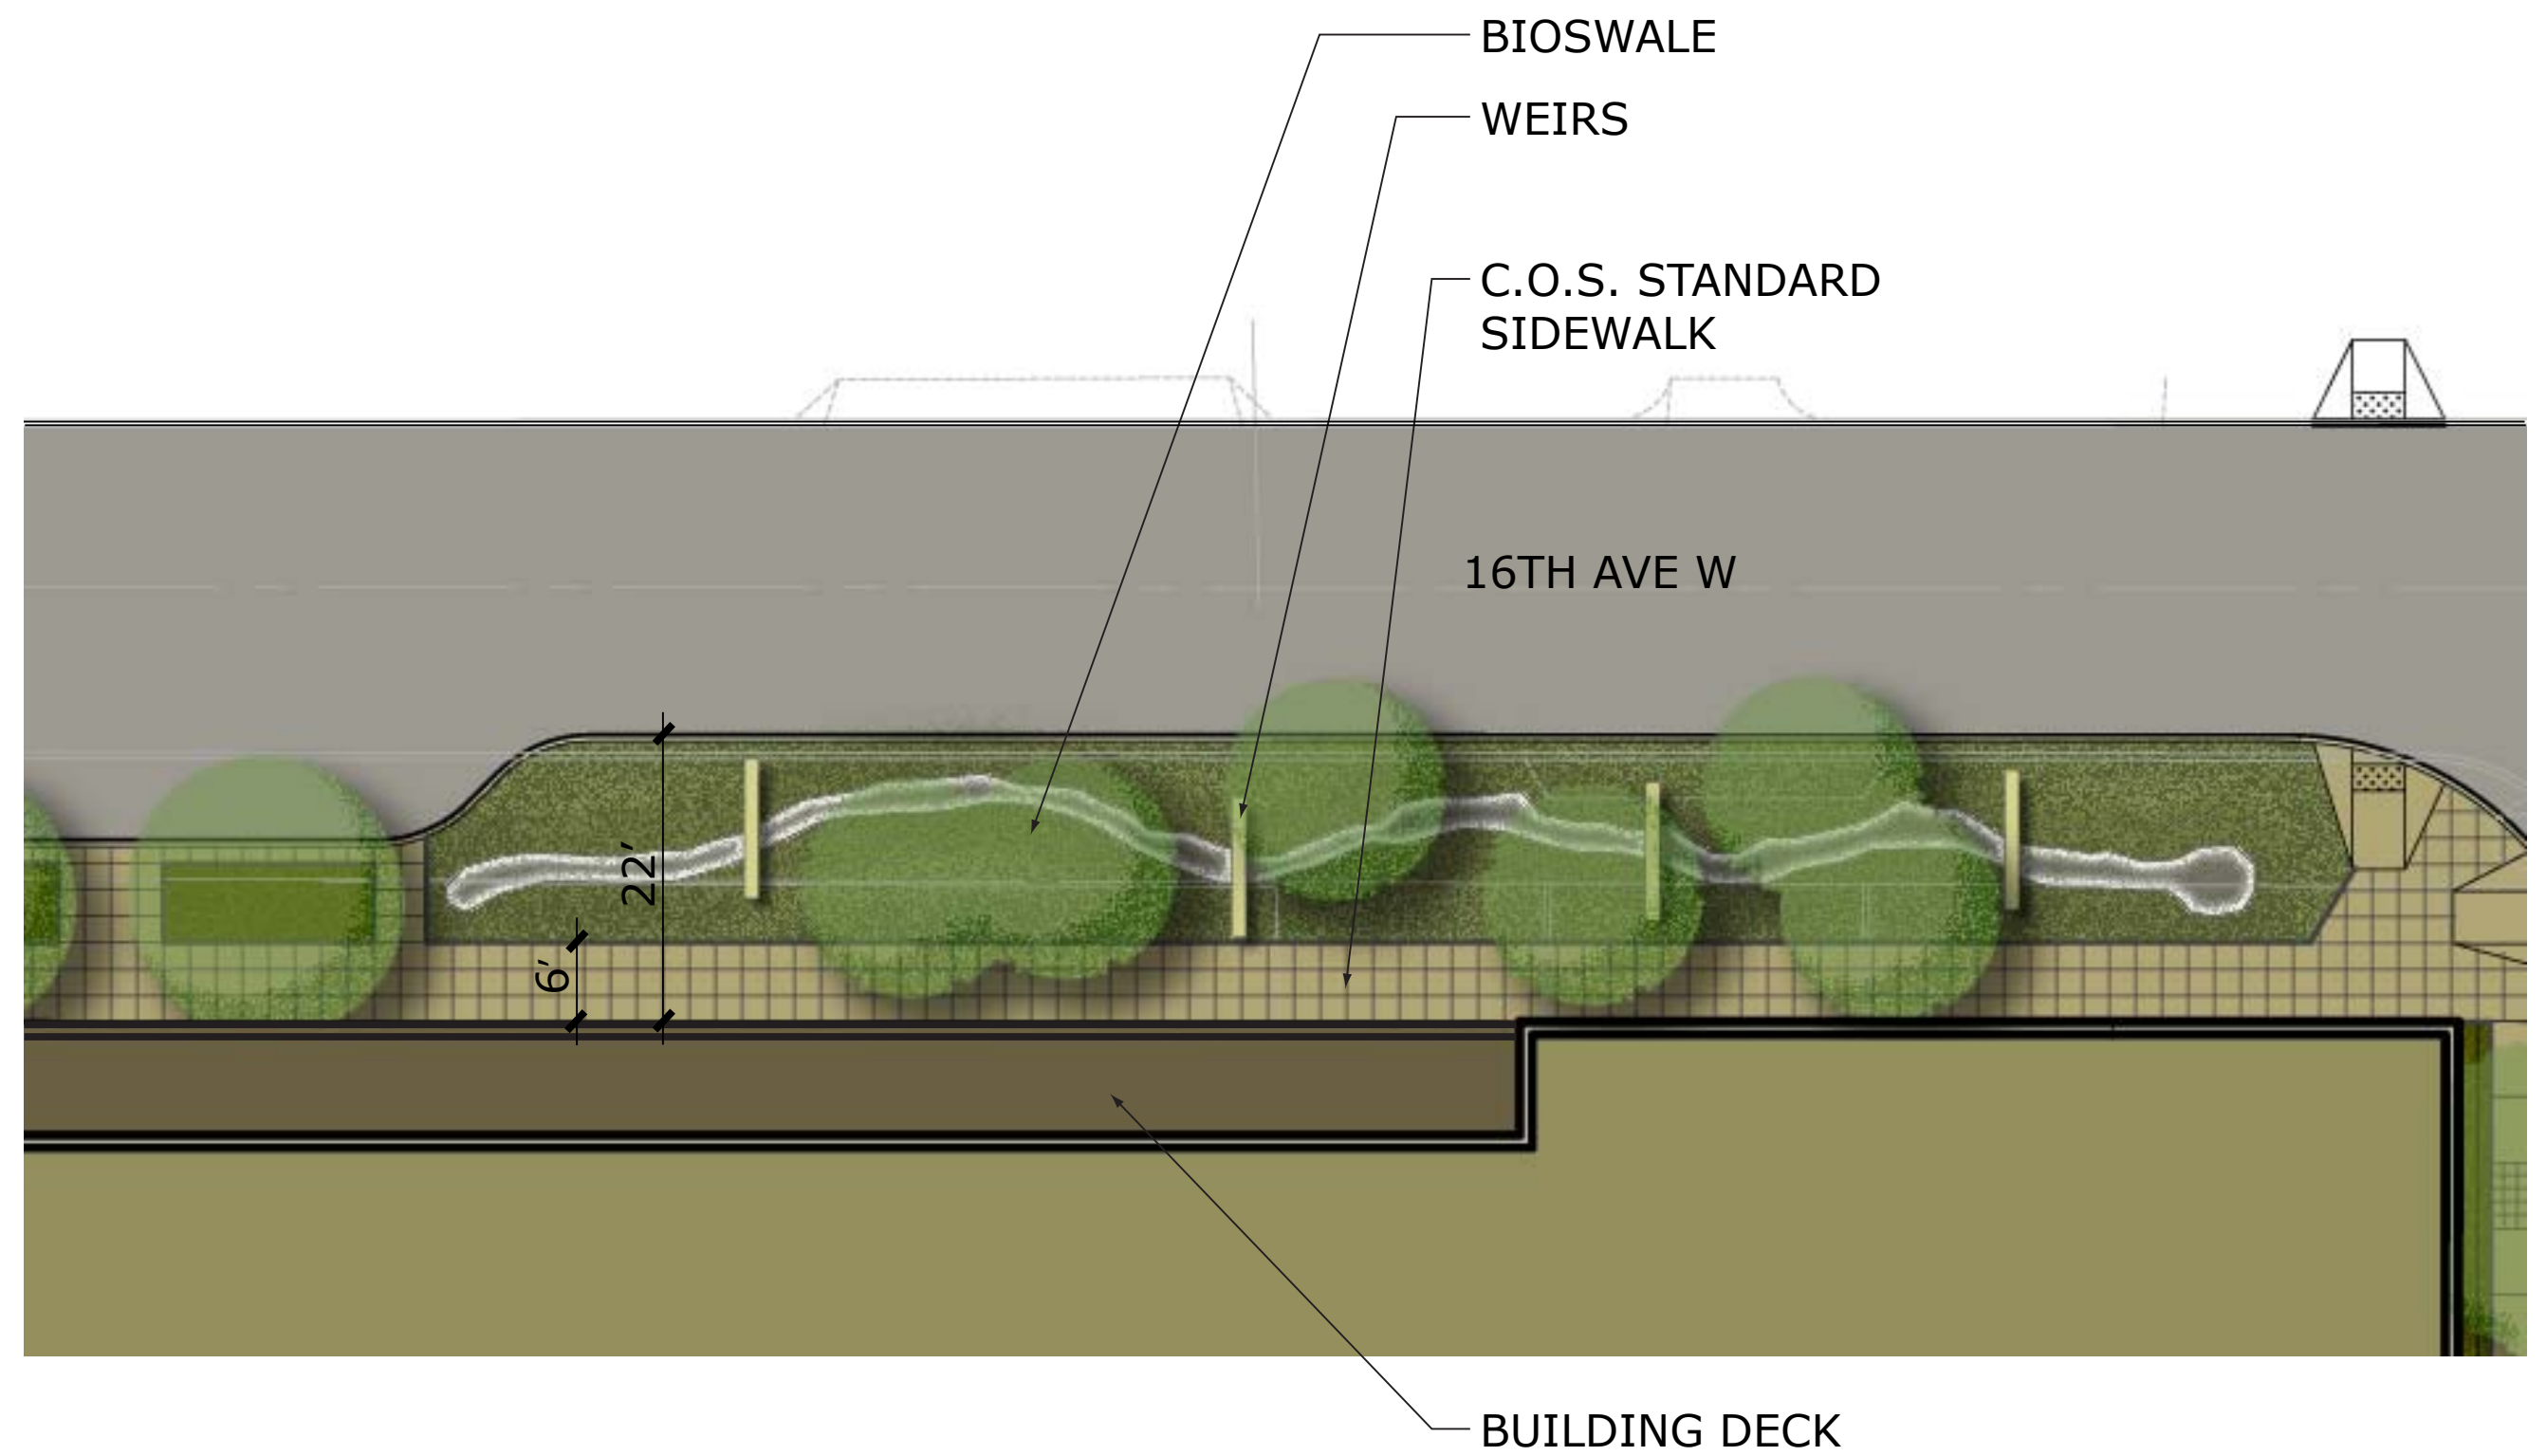 BIOSWALE
WEIRS
C.O.S. STANDARD
SIDEWALK
16TH AVE W
22'
6'
BUILDING DECK